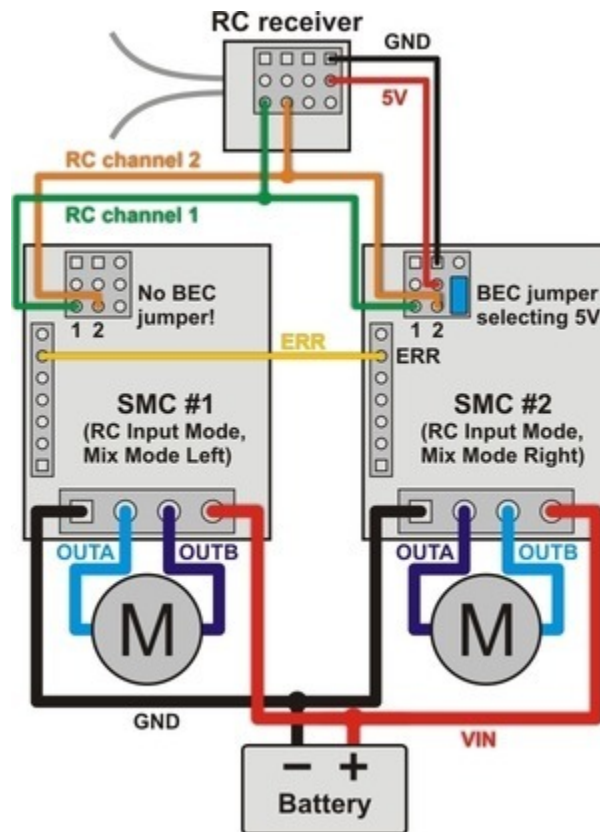 RC receiver
GND
5V
RC channel 2
RC channel 1
No BEC
jumper!
1 2
BEC jumper
selecting 5V
1 2
ERR
ERR
SMC #1
(RC Input Mode,
Mix Mode Left)
SMC #2
(RC Input Mode,
Mix Mode Right)
OUTA
OUTB
OUTA
OUTB
M
M
GND
VIN
− +
Battery